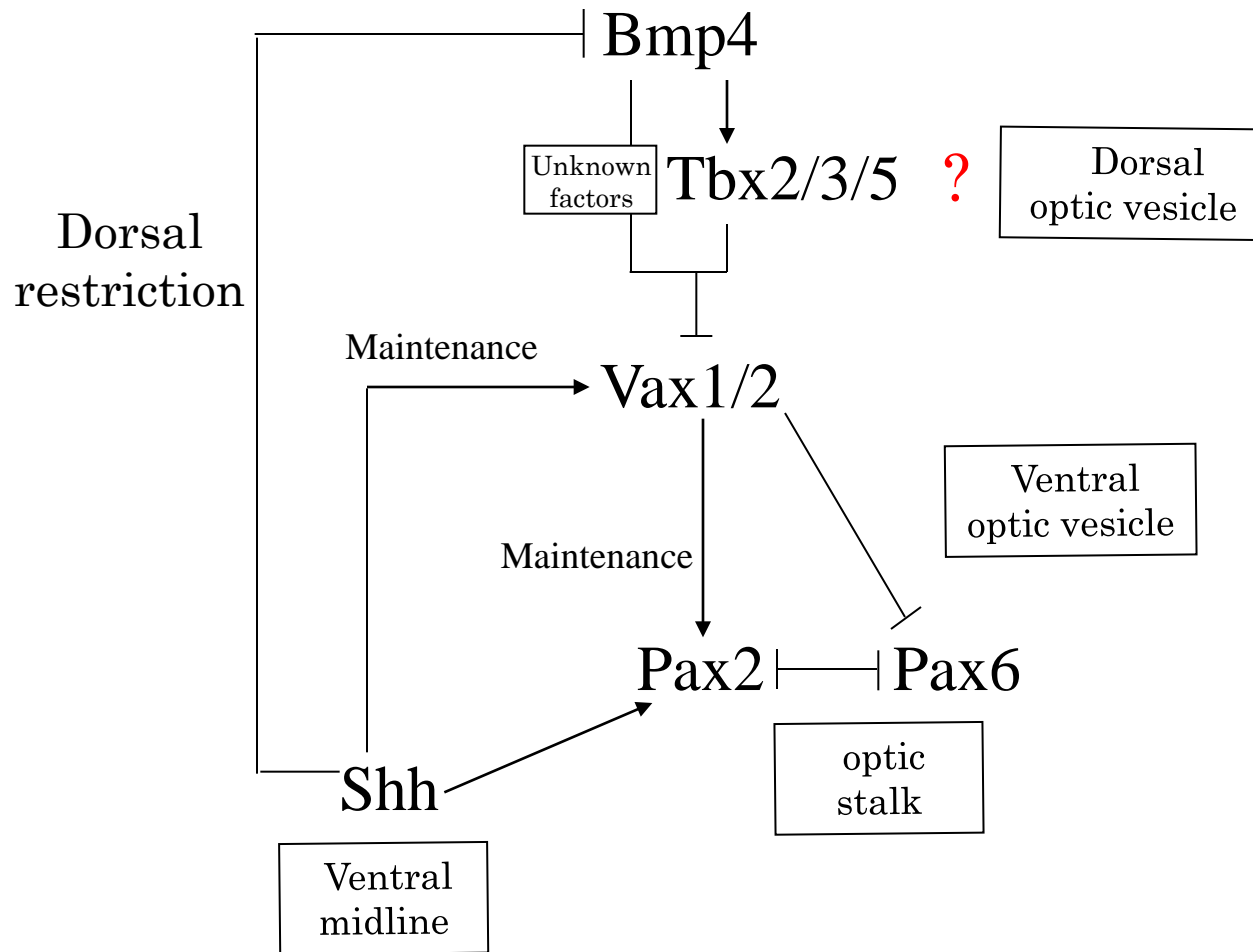 Bmp4
Unknown
factors
Tbx2/3/5
?
Dorsal
optic vesicle
Dorsal
restriction
Maintenance
Vax1/2
Ventral
optic vesicle
Maintenance
Pax2
Pax6
optic
stalk
Shh
Ventral
midline